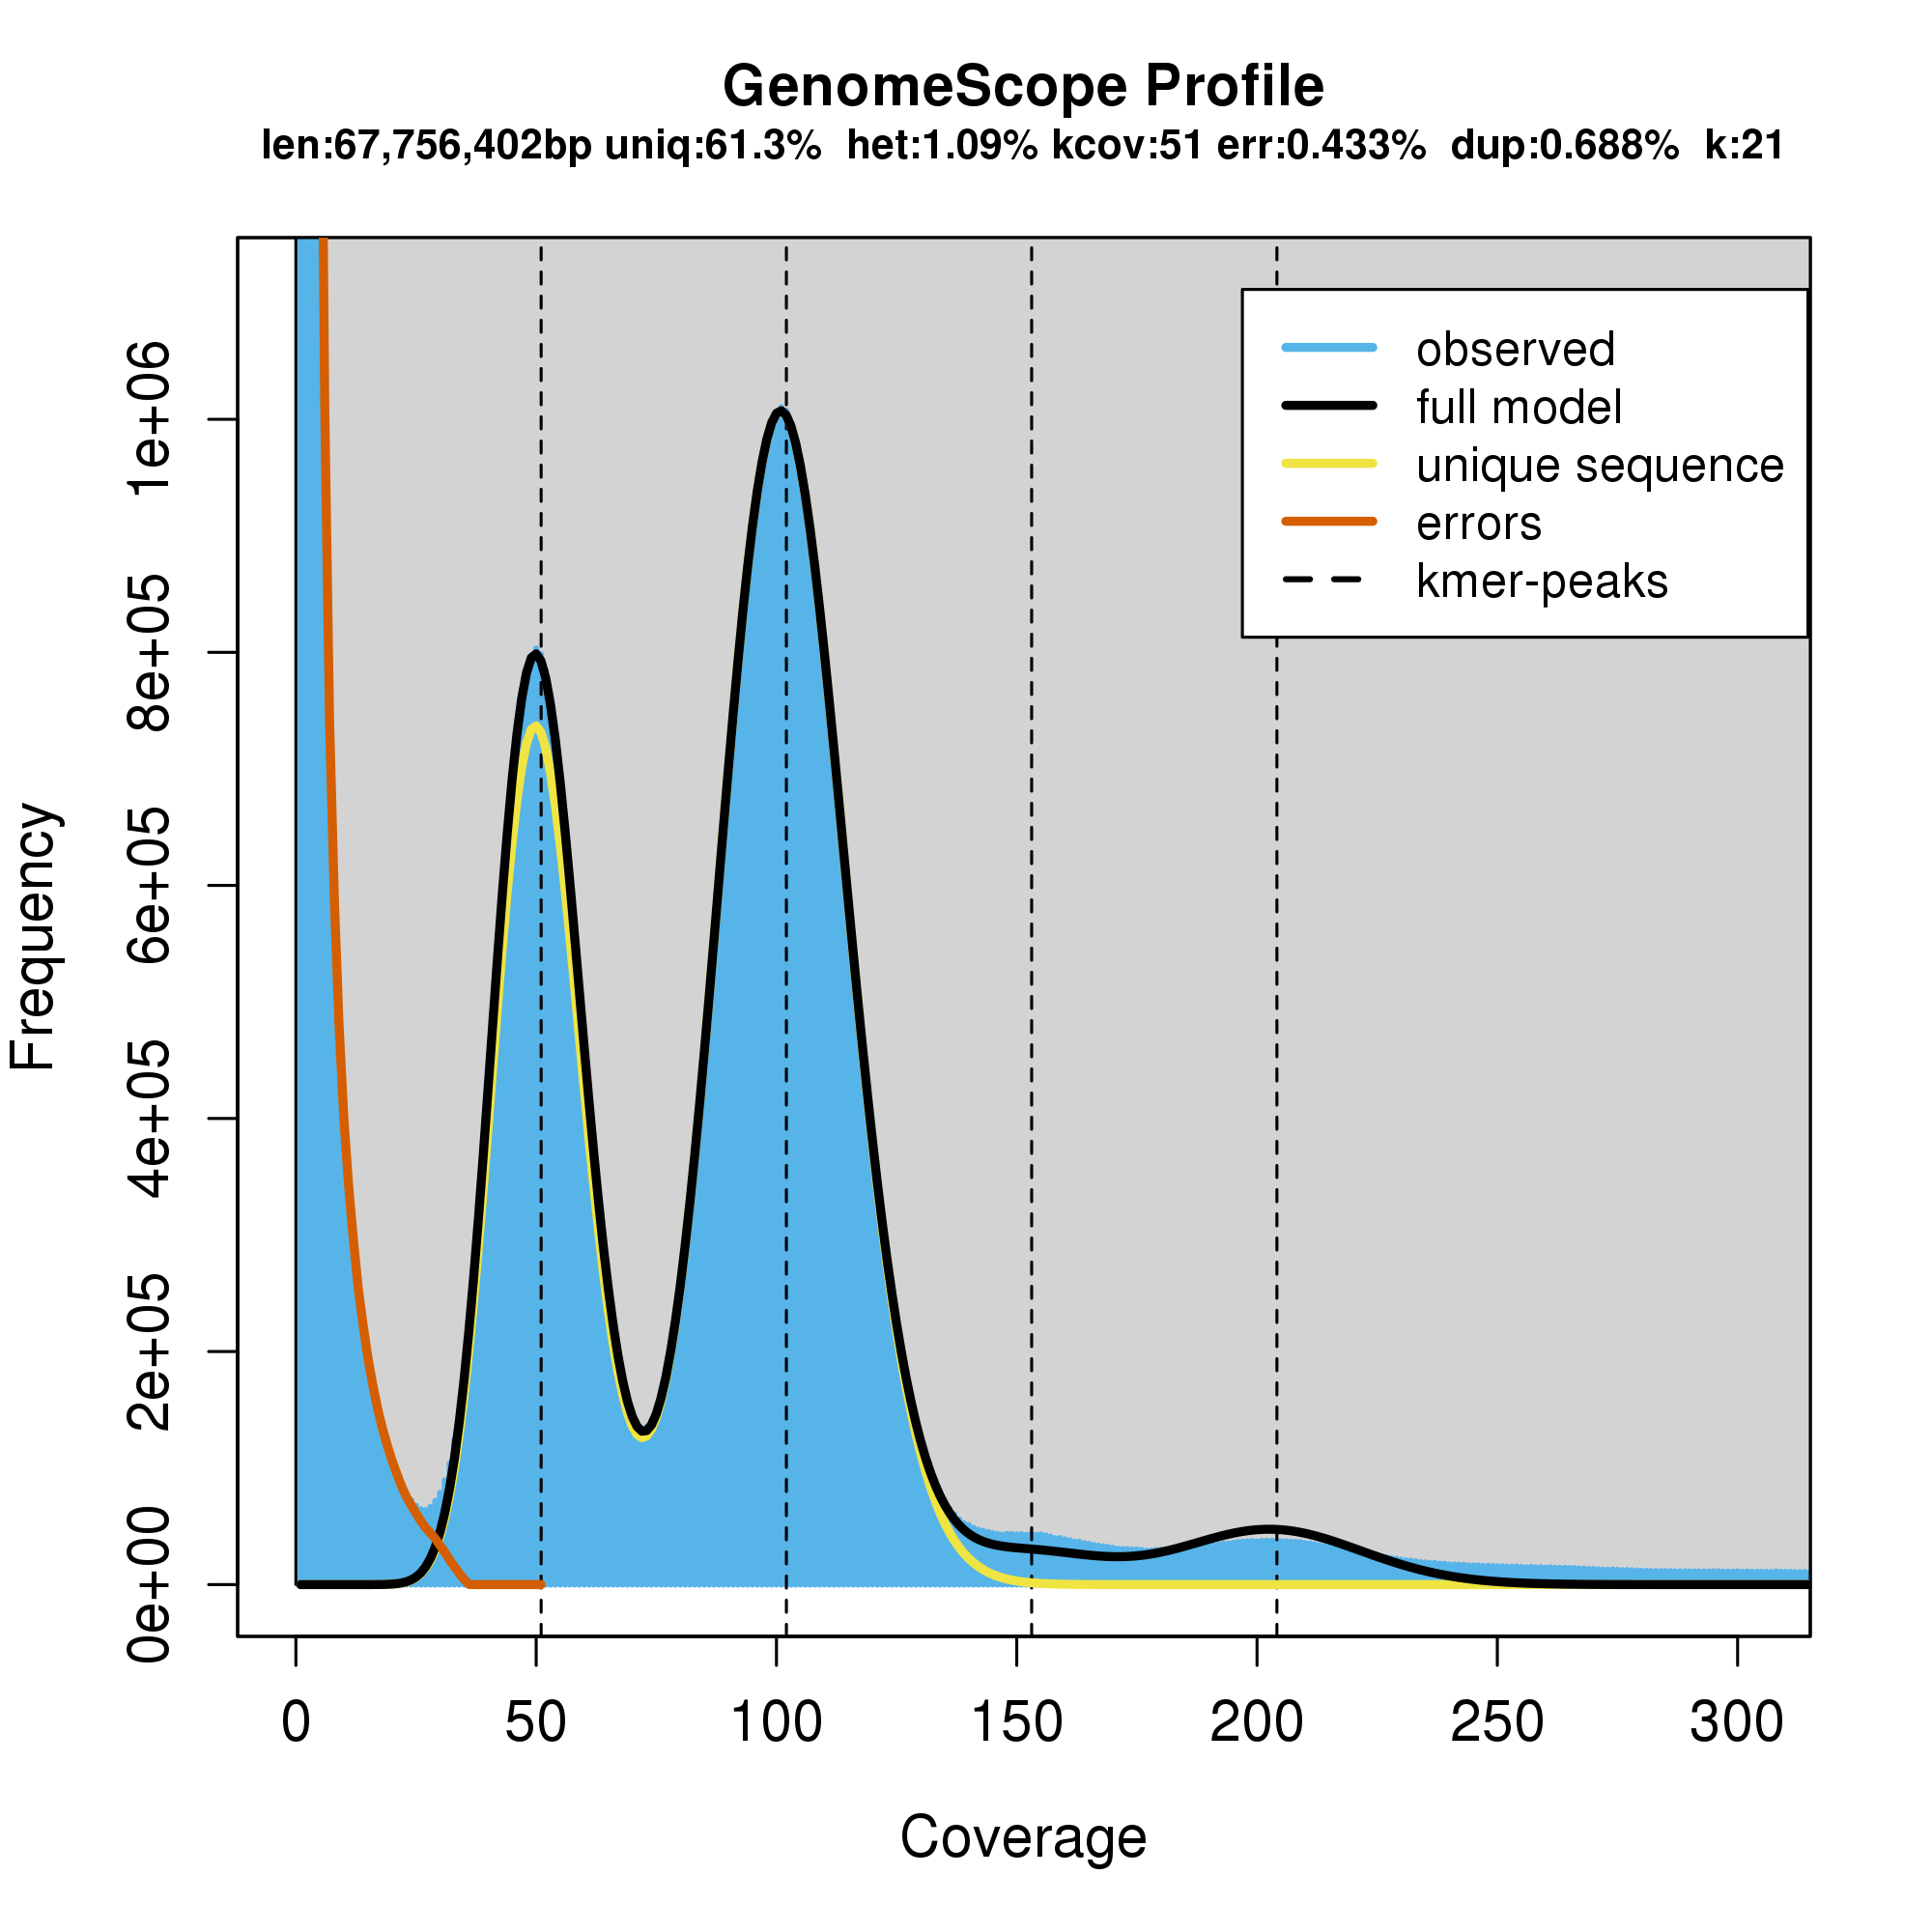 GenomeScope Profile
len:67,756,402bp uniq:61.3% het:1.09% kcov:51 err:0.433% dup:0.688% k:21
observed
full model
unique sequence
errors
kmer-peaks
Frequency
1e+06
8e+05
6e+05
4e+05
2e+05
0e+00
0 50 100 150 200 250 300
Coverage